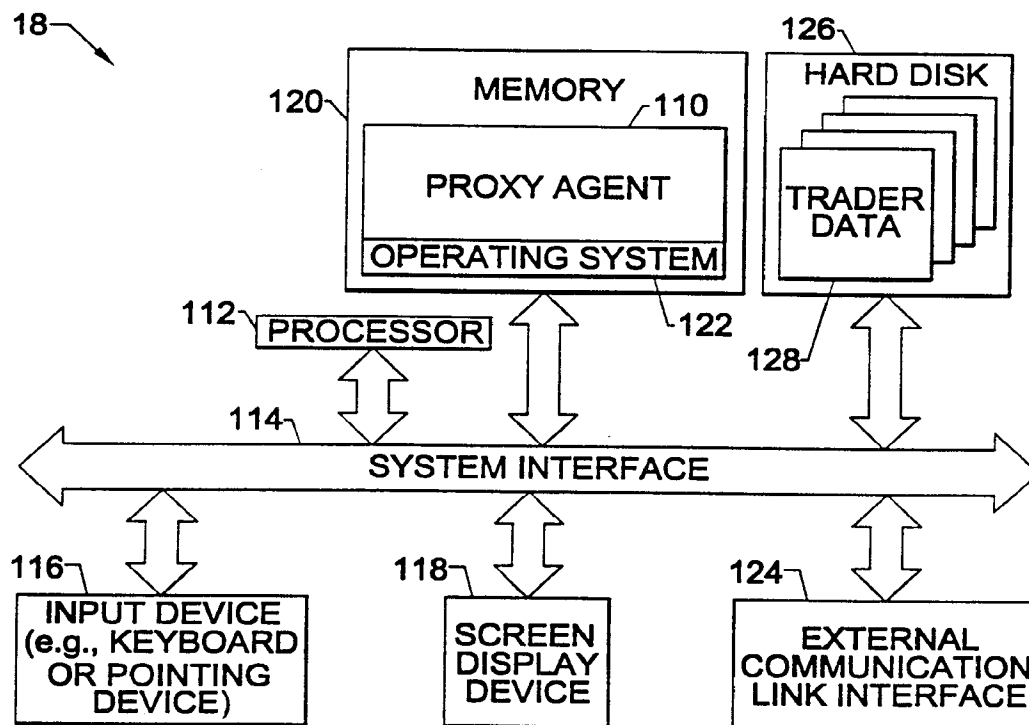 18
126
120
MEMORY
110
HARD DISK
PROXY AGENT
TRADER
DATA
OPERATING SYSTEM
112
PROCESSOR
122
128
114
SYSTEM INTERFACE
116
118
124
INPUT DEVICE
(e.g., KEYBOARD
OR POINTING
DEVICE)
SCREEN
DISPLAY
DEVICE
EXTERNAL
COMMUNICATION
LINK INTERFACE